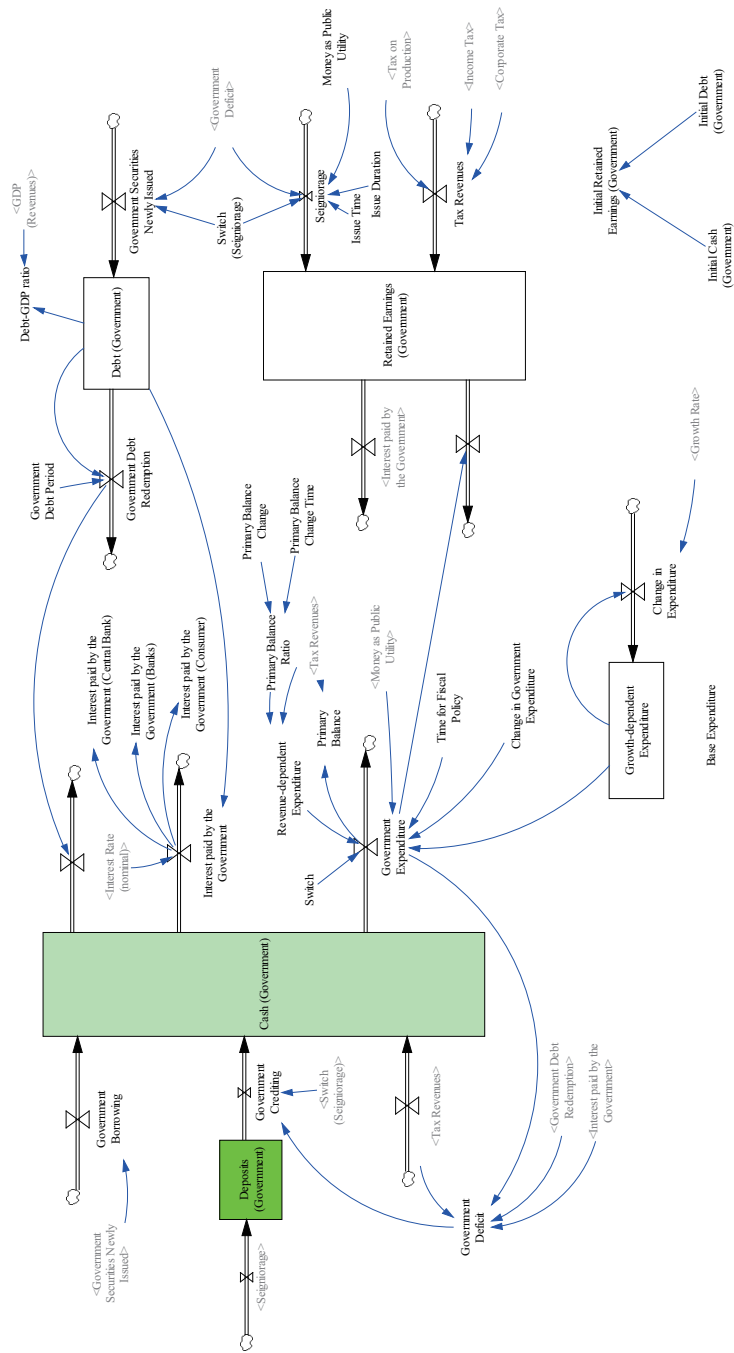 <GDP
(Revenues)>
Debt-GDP ratio
Government
Debt Period
Debt (Government)
Government Debt
Redemption
Government Securities
Newly Issued
<Government
Securities Newly
Issued>
Government
Borrowing
<Interest Rate
(nominal)>
Interest paid by the
Government (Central Bank)
Interest paid by the
Government (Banks)
Interest paid by the
Government (Consumer)
Interest paid by the
Government
<Government
Deficit>
Switch
(Seigniorage)
Deposits
(Government)
<Seigniorage>
Government
Crediting
<Switch
(Seigniorage)>
Cash (Government)
Primary Balance
Change
Primary Balance
Change Time
Primary Balance
Ratio
<Tax Revenues>
Revenue-dependent
Expenditure
Primary
Balance
Switch
Money as Public
Utility
Seigniorage
Issue Time
Issue Duration
<Tax on
Production>
<Interest paid by
the Government>
Retained Earnings
(Government)
<Money as Public
Utility>
Government
Expenditure
Time for Fiscal
Policy
Change in Government
Expenditure
Tax Revenues
<Income Tax>
<Corporate Tax>
<Tax Revenues>
Government
Deficit
<Government Debt
Redemption>
<Interest paid by the
Government>
Growth-dependent
Expenditure
Change in
Expenditure
<Growth Rate>
Base Expenditure
Initial Retained
Earnings (Government)
Initial Cash
(Government)
Initial Debt
(Government)